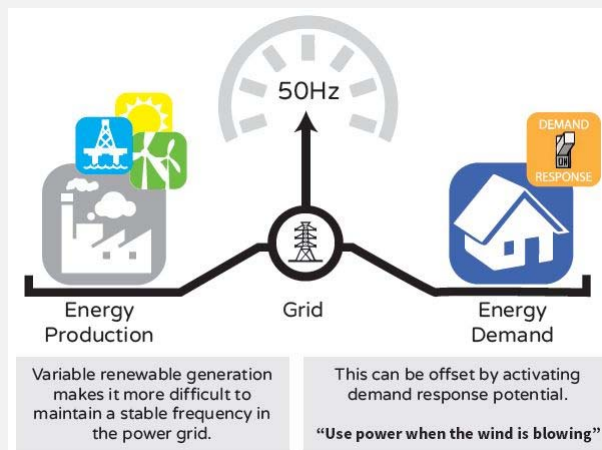 50Hz
DEMAND
ON
RESPONSE
Energy
Production
Grid
Energy
Demand
Variable renewable generation
makes it more difficult to
maintain a stable frequency in
the power grid.
This can be offset by activating
demand response potential.
“Use power when the wind is blowing”